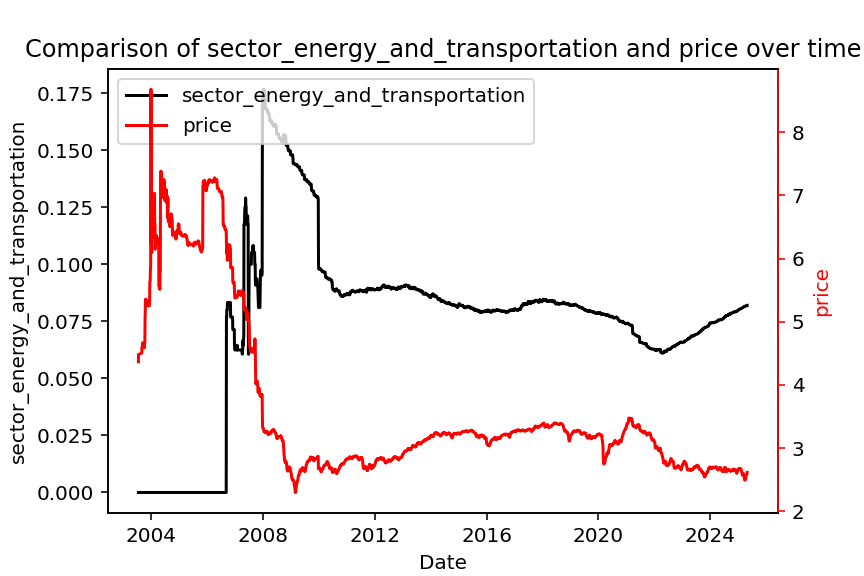 Comparison of sector_energy_and_transportation and price over time
sector_energy_and_transportation
price
0.175
0.150
0.125
0.100
0.075
0.050
0.025
0.000
sector_energy_and_transportation
8
7
6
5
4
3
2
price
2004 2008 2012 2016 2020 2024
Date